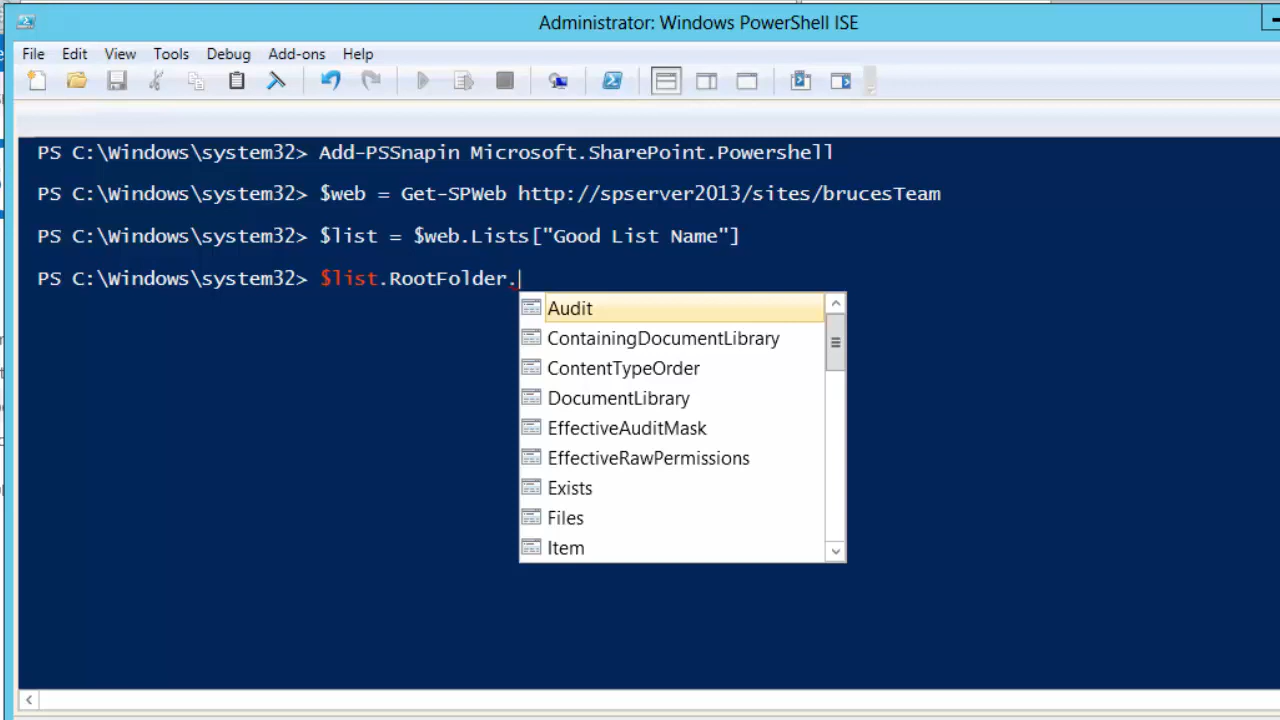 Administrator: Windows PowerShell ISE
File Edit View Tools Debug Add-ons Help
PS C:\Windows\system32> Add-PSSnapin Microsoft.SharePoint.Powershell
PS C:\Windows\system32> $web = Get-SPWeb http://spserver2013/sites/brucesTeam
PS C:\Windows\system32> $list = $web.Lists["Good List Name"]
PS C:\Windows\system32> $list.RootFolder.
Audit
ContainingDocumentLibrary
ContentTypeOrder
DocumentLibrary
EffectiveAuditMask
EffectiveRawPermissions
Exists
Files
Item